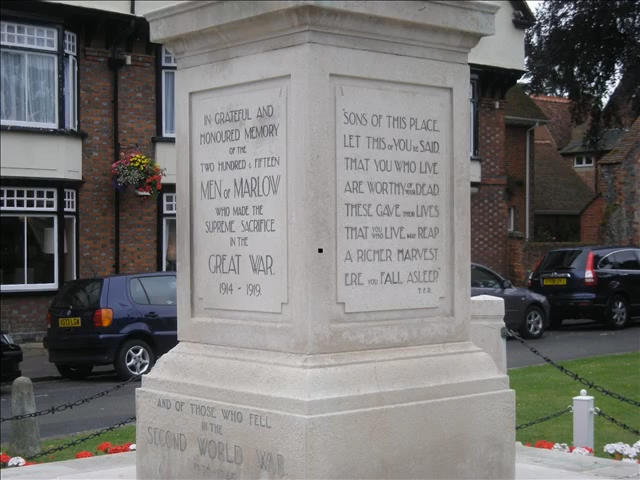 IN GRATEFUL AND
HONOURED MEMORY
OF THE
TWO HUNDRED & FIFTEEN
MEN of MARLOW
WHO MADE THE
SUPREME SACRIFICE
IN THE
GREAT WAR.
1914 - 1919.
"SONS OF THIS PLACE,
LET THIS OF YOU BE SAID,
THAT YOU WHO LIVE
ARE WORTHY OF YOUR DEAD
THESE GAVE THEIR LIVES
THAT YOU WHO LIVE MAY REAP
A RICHER HARVEST
ERE YOU FALL ASLEEP."
AND OF THOSE WHO FELL
IN THE
SECOND WORLD WAR